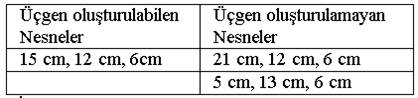 Üçgen oluşturulabilen Nesneler
Üçgen oluşturulamayan Nesneler
15 cm, 12 cm, 6cm
21 cm, 12 cm, 6 cm
5 cm, 13 cm, 6 cm